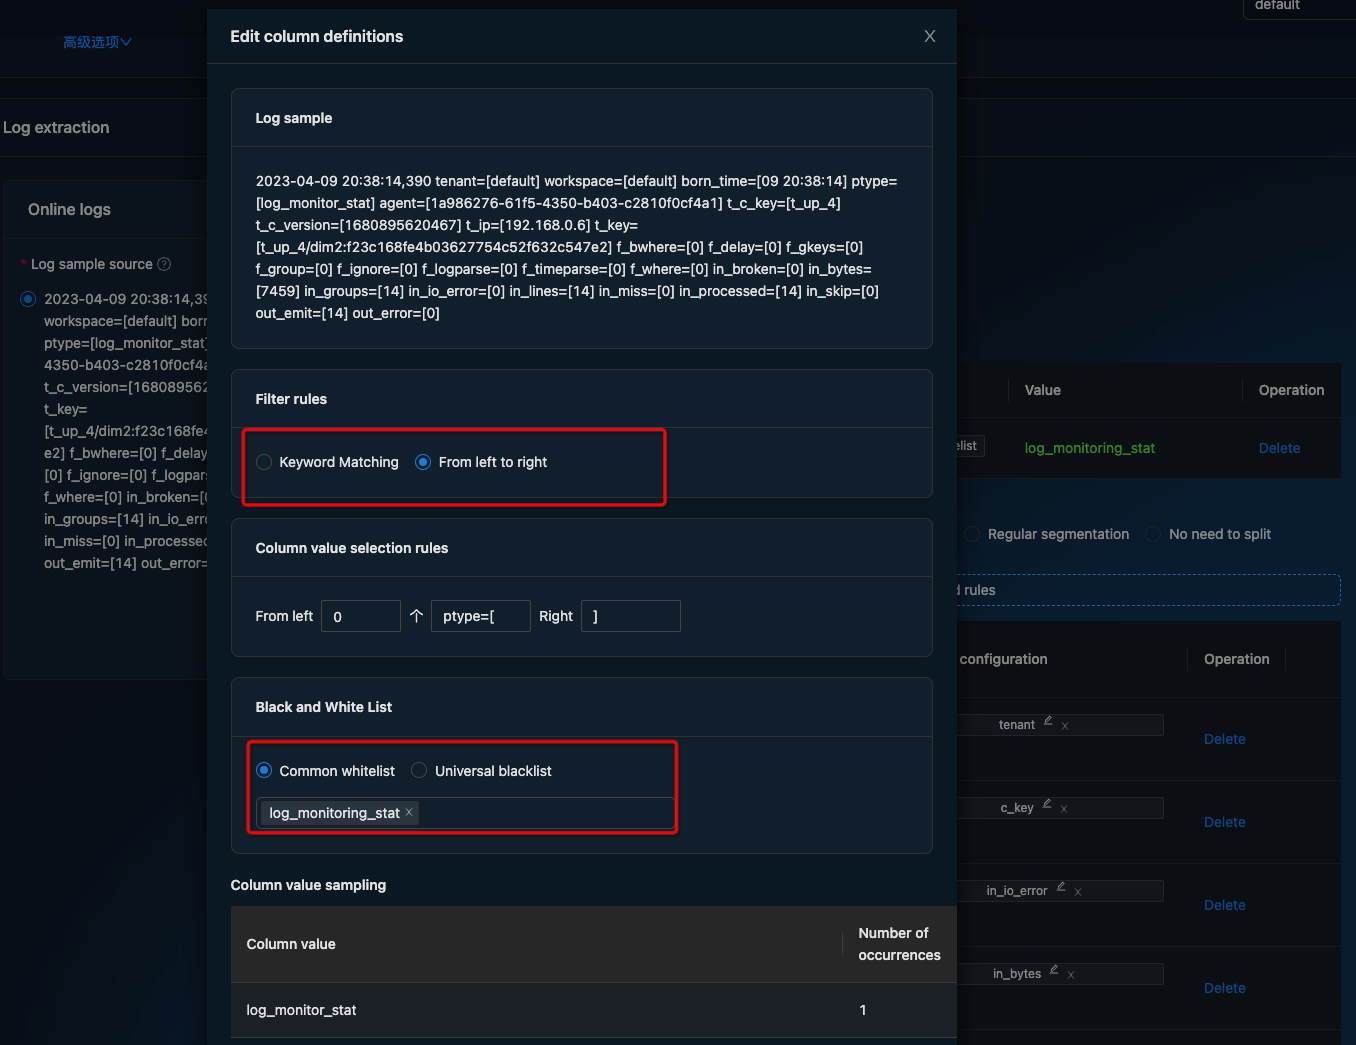 default
高级选项
Edit column definitions
Log extraction
Log sample
Online logs
2023-04-09 20:38:14,390 tenant=[default] workspace=[default] born_time=[09 20:38:14] ptype=
[log_monitor_stat] agent=[1a986276-61f5-4350-b403-c2810f0cf4a1] t_c_key=[t_up_4]
t_c_version=[1680895620467] t_ip=[192.168.0.6] t_key=
[t_up_4/dim2:f23c168fe4b03627754c52f632c547e2] f_bwhere=[0] f_delay=[0] f_gkeys=[0]
f_group=[0] f_ignore=[0] f_logparse=[0] f_timeparse=[0] f_where=[0] in_broken=[0] in_bytes=
[7459] in_groups=[14] in_io_error=[0] in_lines=[14] in_miss=[0] in_processed=[14] in_skip=[0]
out_emit=[14] out_error=[0]
* Log sample source ?
2023-04-09 20:38:14,39
workspace=[default] bor
ptype=[log_monitor_stat]
4350-b403-c2810f0cf4a
t_c_version=[168089562
t_key=
[t_up_4/dim2:f23c168fe4
e2] f_bwhere=[0] f_delay
[0] f_ignore=[0] f_logpars
f_where=[0] in_broken=[0
in_groups=[14] in_io_erro
in_miss=[0] in_processed
out_emit=[14] out_error=
Filter rules
Keyword Matching From left to right
Column value selection rules
From left 0 个 ptype=[ Right ]
Black and White List
Common whitelist Universal blacklist
log_monitoring_stat x
Column value sampling
Column value Number of
occurrences
log_monitor_stat 1
Value Operation
elist log_monitoring_stat Delete
Regular segmentation No need to split
d rules
configuration Operation
tenant x Delete
c_key x Delete
in_io_error x Delete
in_bytes x Delete